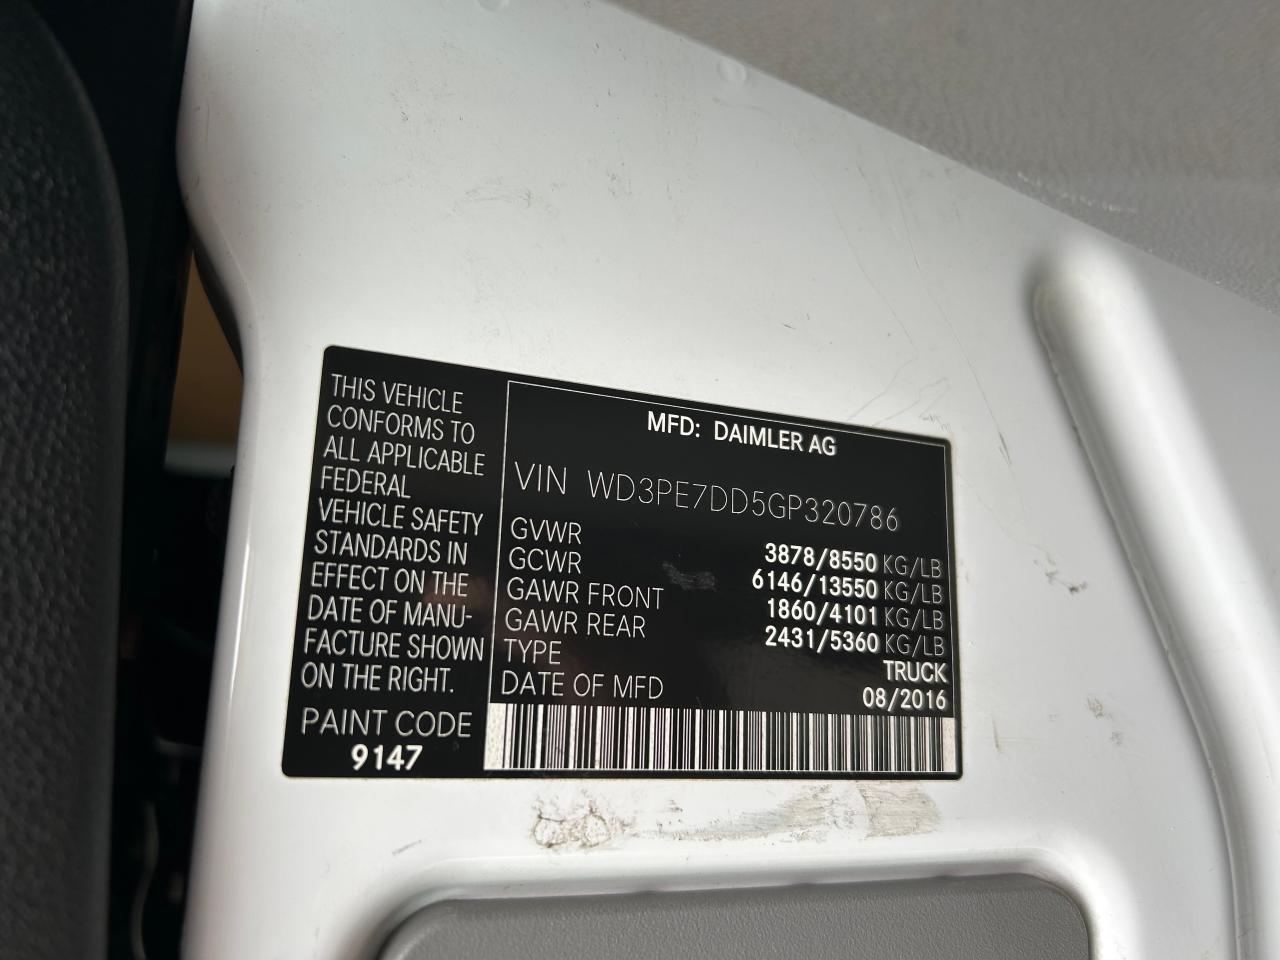 THIS VEHICLE
CONFORMS TO
ALL APPLICABLE
FEDERAL
VEHICLE SAFETY
STANDARDS IN
EFFECT ON THE
DATE OF MANU-
FACTURE SHOWN
ON THE RIGHT.
PAINT CODE
9147
MFD: DAIMLER AG
VIN WD3PE7DD5GP320786
GVWR 3878/8550 KG/LB
GCWR 6146/13550 KG/LB
GAWR FRONT 1860/4101 KG/LB
GAWR REAR 2431/5360 KG/LB
TYPE TRUCK
DATE OF MFD 08/2016